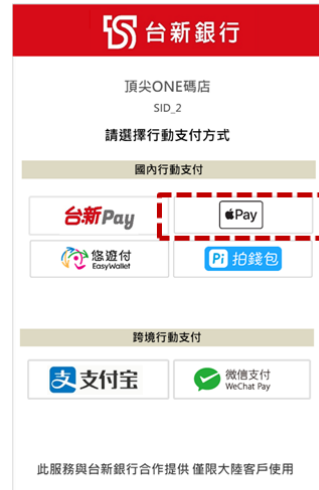 台新銀行
頂尖ONE碼店
SID_2
請選擇行動支付方式
國內行動支付
台新Pay
Pay
悠遊付
EasyWallet
Pi 拍錢包
跨境行動支付
支 支付宝
微信支付
WeChat Pay
此服務與台新銀行合作提供 僅限大陸客戶使用